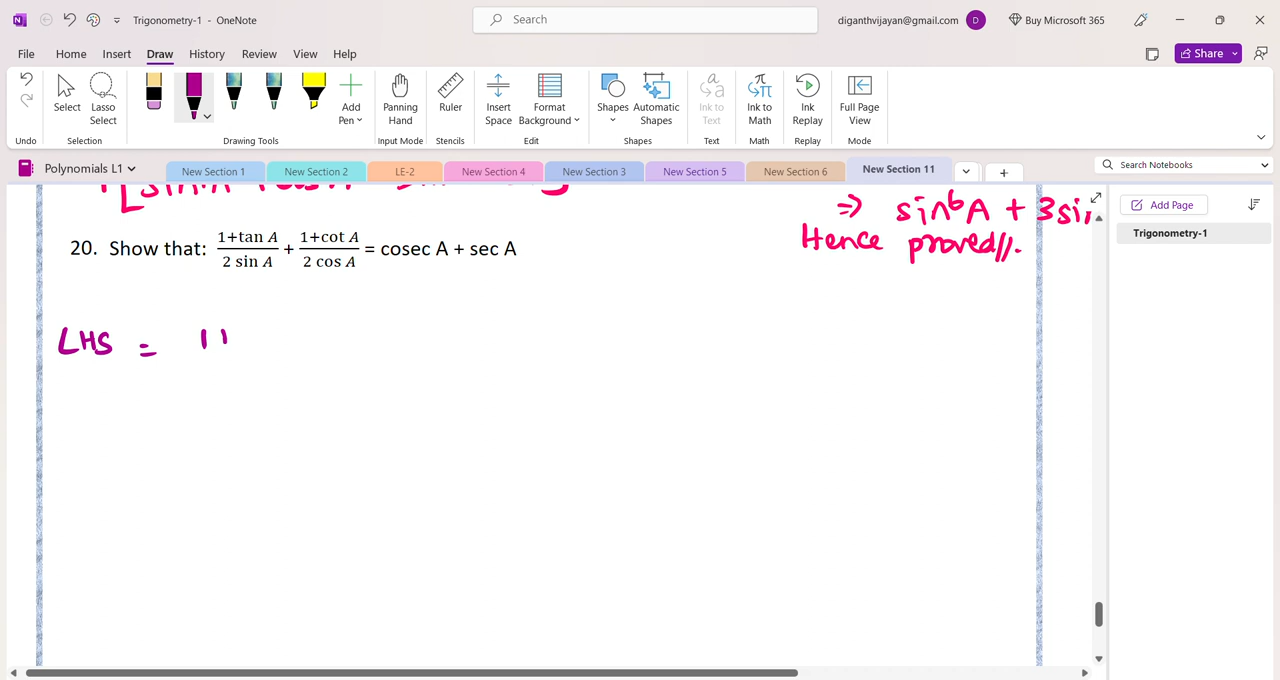 Trigonometry-1 - OneNote
Search
diganthvijayan@gmail.com D Buy Microsoft 365
File Home Insert Draw History Review View Help Share
Undo
Select
Lasso Select
Add Pen
Panning Hand
Ruler
Insert Space
Format Background
Shapes
Automatic Shapes
Ink to Text
Ink to Math
Ink Replay
Full Page View
Undo Selection Drawing Tools Input Mode Stencils Edit Shapes Text Math Replay Mode
Polynomials L1 New Section 1 New Section 2 LE-2 New Section 4 New Section 3 New Section 5 New Section 6 New Section 11 + Search Notebooks
Add Page
Trigonometry-1
⇒ sin⁶A + 3si
Hence proved//.
20. Show that: (1+tan A)/(2 sin A) + (1+cot A)/(2 cos A) = cosec A + sec A
LHS = ''